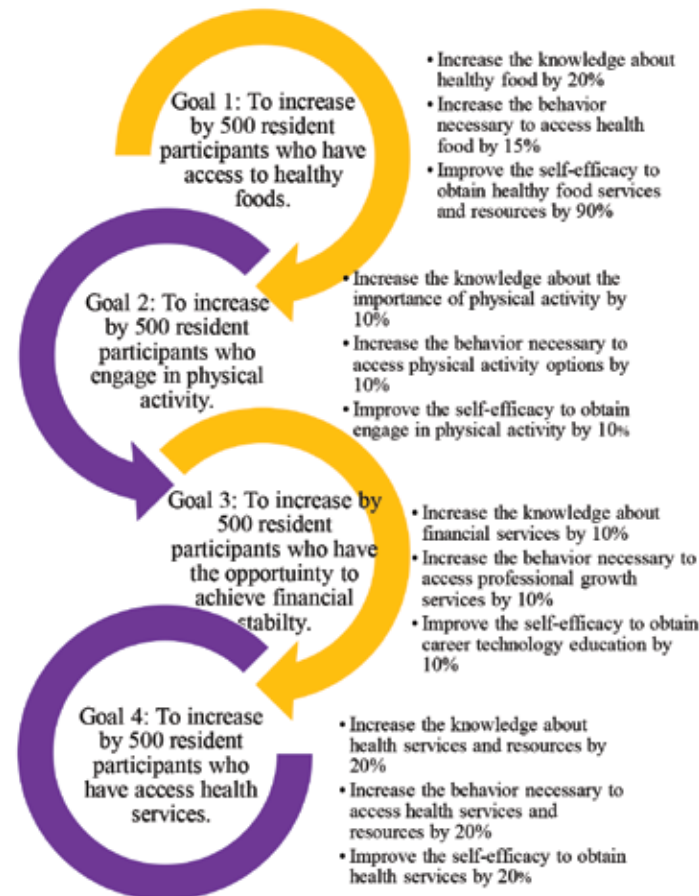 Goal 1: To increase
by 500 resident
participants who have
access to healthy
foods.
• Increase the knowledge about
healthy food by 20%
• Increase the behavior
necessary to access health
food by 15%
• Improve the self-efficacy to
obtain healthy food services
and resources by 90%
Goal 2: To increase
by 500 resident
participants who
engage in physical
activity.
• Increase the knowledge about the
importance of physical activity by
10%
• Increase the behavior necessary to
access physical activity options by
10%
• Improve the self-efficacy to obtain
engage in physical activity by 10%
Goal 3: To increase by
500 resident
participants who have
the opportuinty to
achieve financial
stabilty.
• Increase the knowledge about
financial services by 10%
• Increase the behavior necessary to
access professional growth
services by 10%
• Improve the self-efficacy to obtain
career technology education by
10%
Goal 4: To increase
by 500 resident
participants who
have access health
services.
• Increase the knowledge about
health services and resources by
20%
• Increase the behavior necessary to
access health services and
resources by 20%
• Improve the self-efficacy to obtain
health services by 20%